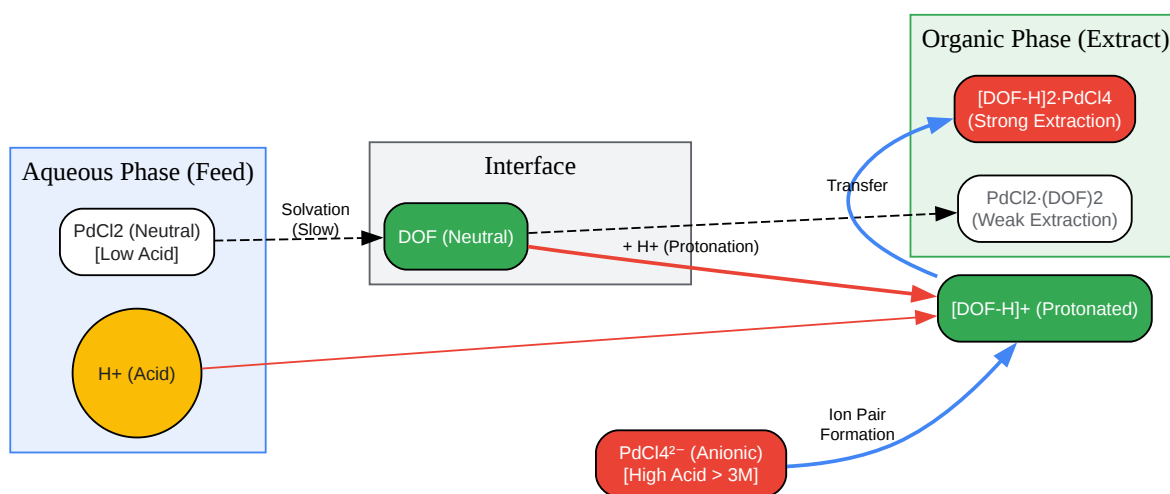 Aqueous Phase (Feed)
PdCl2 (Neutral)
[Low Acid]
H+ (Acid)
Solvation
(Slow)
Interface
DOF (Neutral)
+ H+ (Protonation)
Transfer
Organic Phase (Extract)
[DOF-H]2·PdCl4
(Strong Extraction)
PdCl2·(DOF)2
(Weak Extraction)
[DOF-H]+ (Protonated)
Ion Pair
Formation
PdCl4²⁻ (Anionic)
[High Acid > 3M]